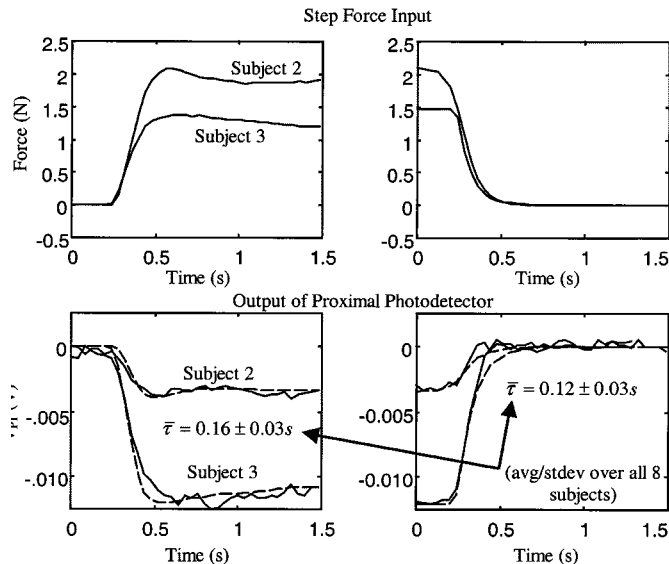 Step Force Input
Force (N)
2.5
2
1.5
1
0.5
0
-0.5
Subject 2
Subject 3
0 0.5 1 1.5
Time (s)
2.5
2
1.5
1
0.5
0
-0.5
0 0.5 1 1.5
Time (s)
Output of Proximal Photodetector
0
-.005
-.010
Subject 2
τ̅ = 0.16 ± 0.03s
Subject 3
0 0.5 1 1.5
Time (s)
0
-0.005
-0.010
τ̅ = 0.12 ± 0.03s
(avg/stdev over all 8
subjects)
0 0.5 1 1.5
Time (s)